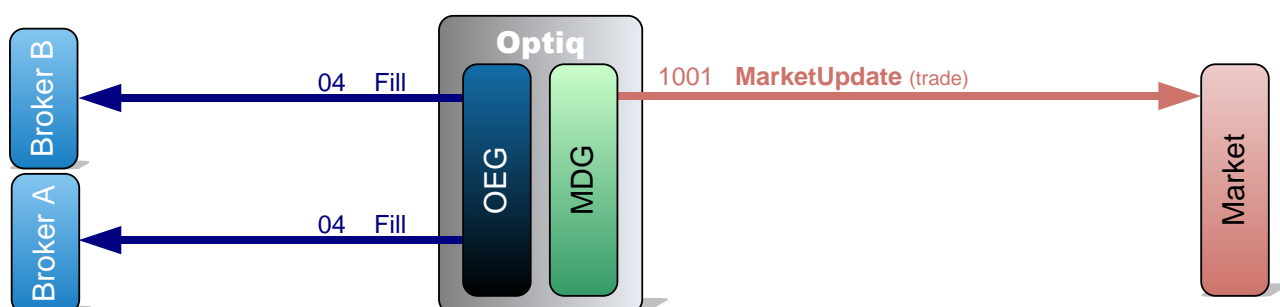 Optiq
Broker B
04 Fill
1001 MarketUpdate (trade)
OEG
MDG
Market
Broker A
04 Fill